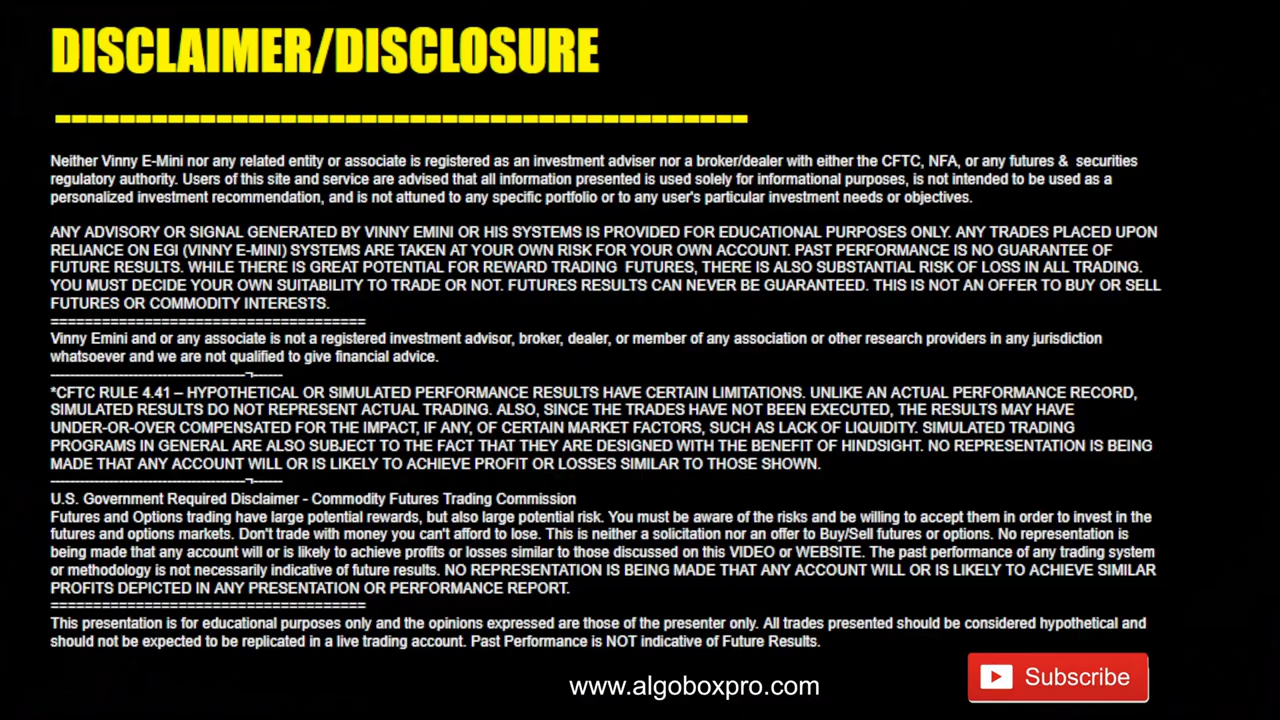 DISCLAIMER/DISCLOSURE
Neither Vinny E-Mini nor any related entity or associate is registered as an investment adviser nor a broker/dealer with either the CFTC, NFA, or any futures & securities
regulatory authority. Users of this site and service are advised that all information presented is used solely for informational purposes, is not intended to be used as a
personalized investment recommendation, and is not attuned to any specific portfolio or to any user's particular investment needs or objectives.
ANY ADVISORY OR SIGNAL GENERATED BY VINNY EMINI OR HIS SYSTEMS IS PROVIDED FOR EDUCATIONAL PURPOSES ONLY. ANY TRADES PLACED UPON
RELIANCE ON EGI (VINNY E-MINI) SYSTEMS ARE TAKEN AT YOUR OWN RISK FOR YOUR OWN ACCOUNT. PAST PERFORMANCE IS NO GUARANTEE OF
FUTURE RESULTS. WHILE THERE IS GREAT POTENTIAL FOR REWARD TRADING FUTURES, THERE IS ALSO SUBSTANTIAL RISK OF LOSS IN ALL TRADING.
YOU MUST DECIDE YOUR OWN SUITABILITY TO TRADE OR NOT. FUTURES RESULTS CAN NEVER BE GUARANTEED. THIS IS NOT AN OFFER TO BUY OR SELL
FUTURES OR COMMODITY INTERESTS.
=====================================
Vinny Emini and or any associate is not a registered investment advisor, broker, dealer, or member of any association or other research providers in any jurisdiction
whatsoever and we are not qualified to give financial advice.
----------------------------------------¬------
*CFTC RULE 4.41 – HYPOTHETICAL OR SIMULATED PERFORMANCE RESULTS HAVE CERTAIN LIMITATIONS. UNLIKE AN ACTUAL PERFORMANCE RECORD,
SIMULATED RESULTS DO NOT REPRESENT ACTUAL TRADING. ALSO, SINCE THE TRADES HAVE NOT BEEN EXECUTED, THE RESULTS MAY HAVE
UNDER-OR-OVER COMPENSATED FOR THE IMPACT, IF ANY, OF CERTAIN MARKET FACTORS, SUCH AS LACK OF LIQUIDITY. SIMULATED TRADING
PROGRAMS IN GENERAL ARE ALSO SUBJECT TO THE FACT THAT THEY ARE DESIGNED WITH THE BENEFIT OF HINDSIGHT. NO REPRESENTATION IS BEING
MADE THAT ANY ACCOUNT WILL OR IS LIKELY TO ACHIEVE PROFIT OR LOSSES SIMILAR TO THOSE SHOWN.
----------------------------------------¬------
U.S. Government Required Disclaimer - Commodity Futures Trading Commission
Futures and Options trading have large potential rewards, but also large potential risk. You must be aware of the risks and be willing to accept them in order to invest in the
futures and options markets. Don't trade with money you can't afford to lose. This is neither a solicitation nor an offer to Buy/Sell futures or options. No representation is
being made that any account will or is likely to achieve profits or losses similar to those discussed on this VIDEO or WEBSITE. The past performance of any trading system
or methodology is not necessarily indicative of future results. NO REPRESENTATION IS BEING MADE THAT ANY ACCOUNT WILL OR IS LIKELY TO ACHIEVE SIMILAR
PROFITS DEPICTED IN ANY PRESENTATION OR PERFORMANCE REPORT.
=====================================
This presentation is for educational purposes only and the opinions expressed are those of the presenter only. All trades presented should be considered hypothetical and
should not be expected to be replicated in a live trading account. Past Performance is NOT indicative of Future Results.
www.algoboxpro.com
Subscribe